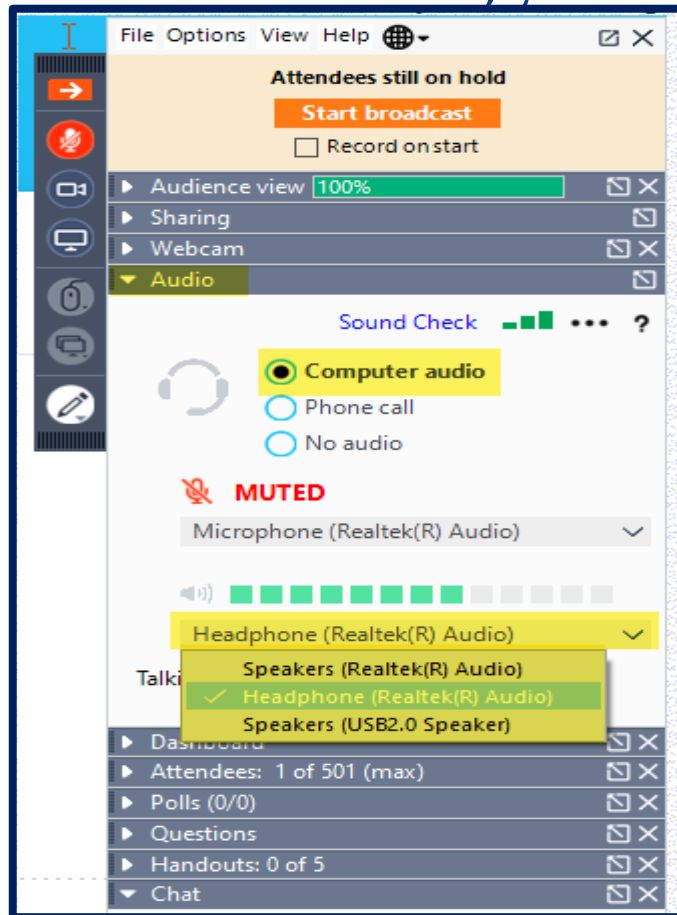 File Options View Help
Attendees still on hold
Start broadcast
Record on start
Audience view 100%
Sharing
Webcam
Audio
Sound Check ?
Computer audio
Phone call
No audio
MUTED
Microphone (Realtek(R) Audio)
Headphone (Realtek(R) Audio)
Speakers (Realtek(R) Audio)
Talki
Headphone (Realtek(R) Audio)
Speakers (USB2.0 Speaker)
Dashboard
Attendees: 1 of 501 (max)
Polls (0/0)
Questions
Handouts: 0 of 5
Chat